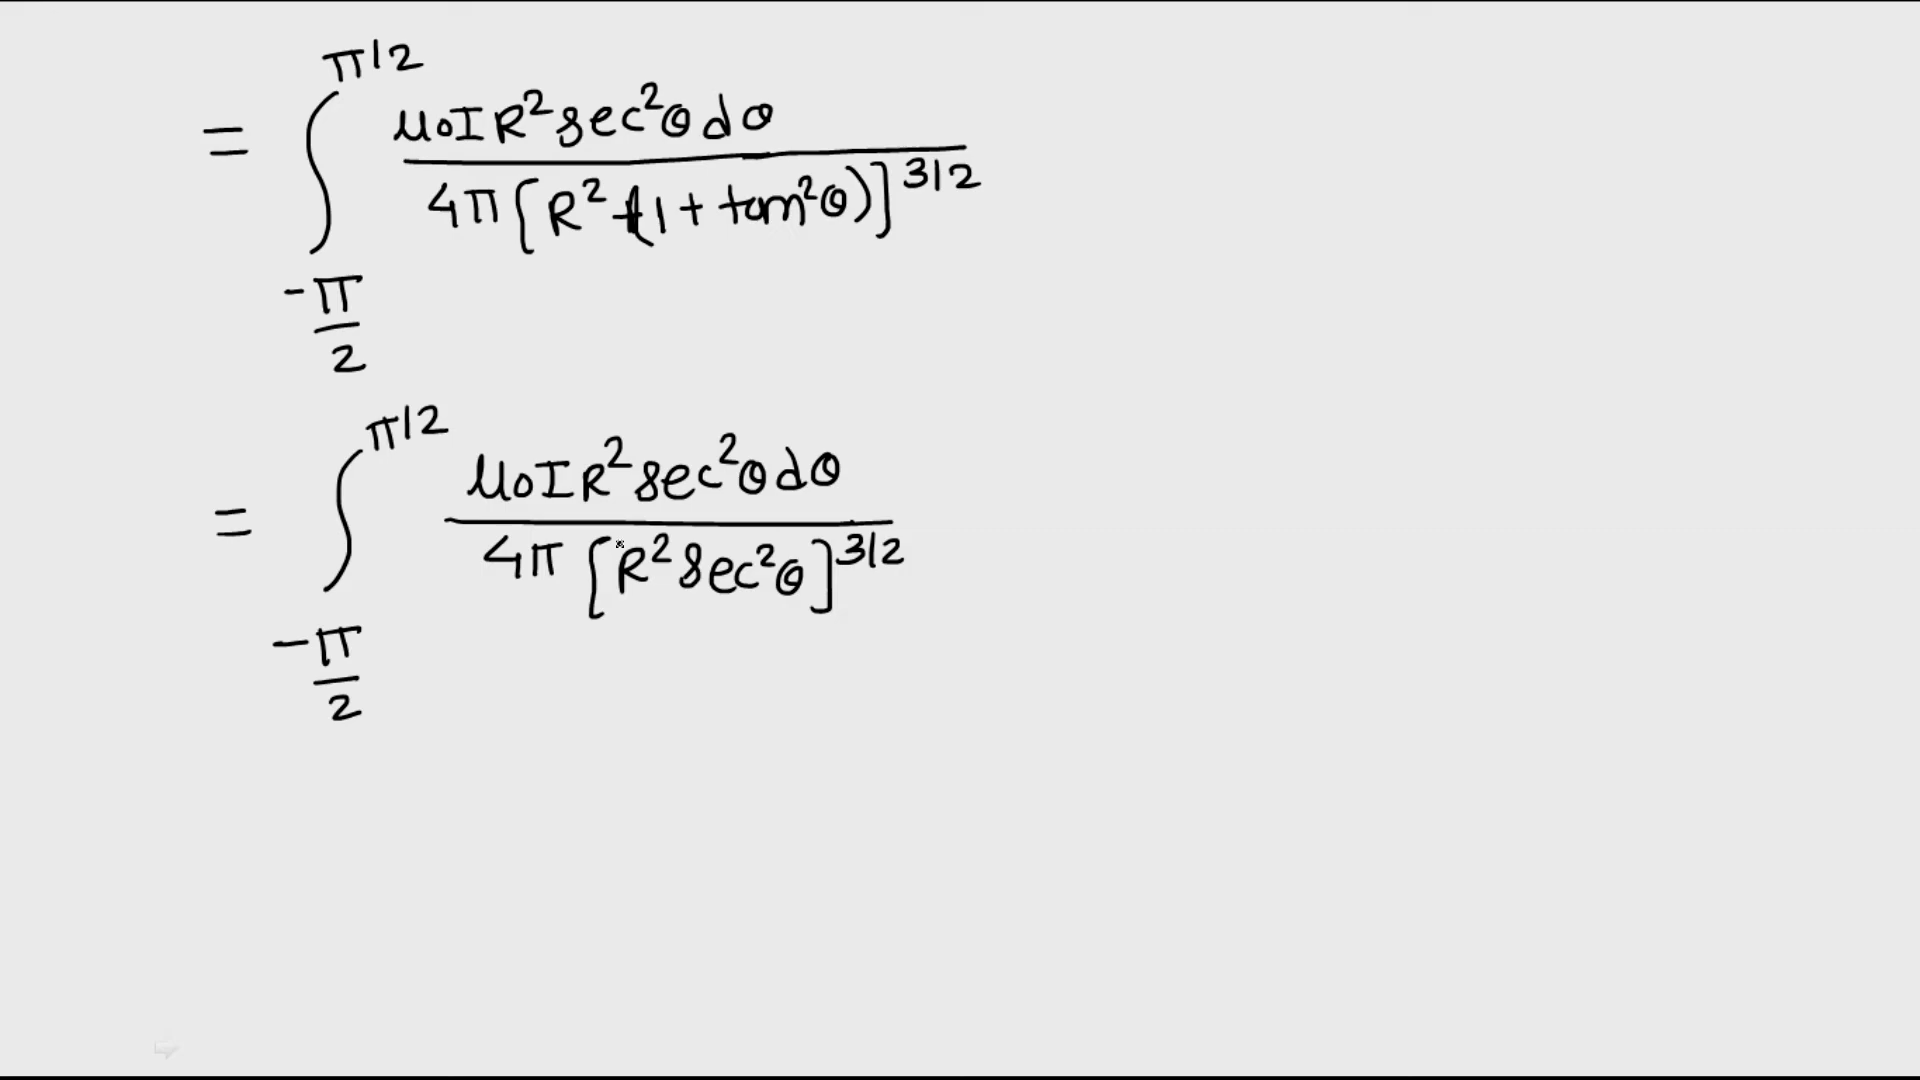 = ∫_{-π/2}^{π/2} μ₀IR² sec²θ dθ / 4π[R²(1 + tan²θ)]^{3/2}
= ∫_{-π/2}^{π/2} μ₀IR² sec²θ dθ / 4π[R² sec²θ]^{3/2}